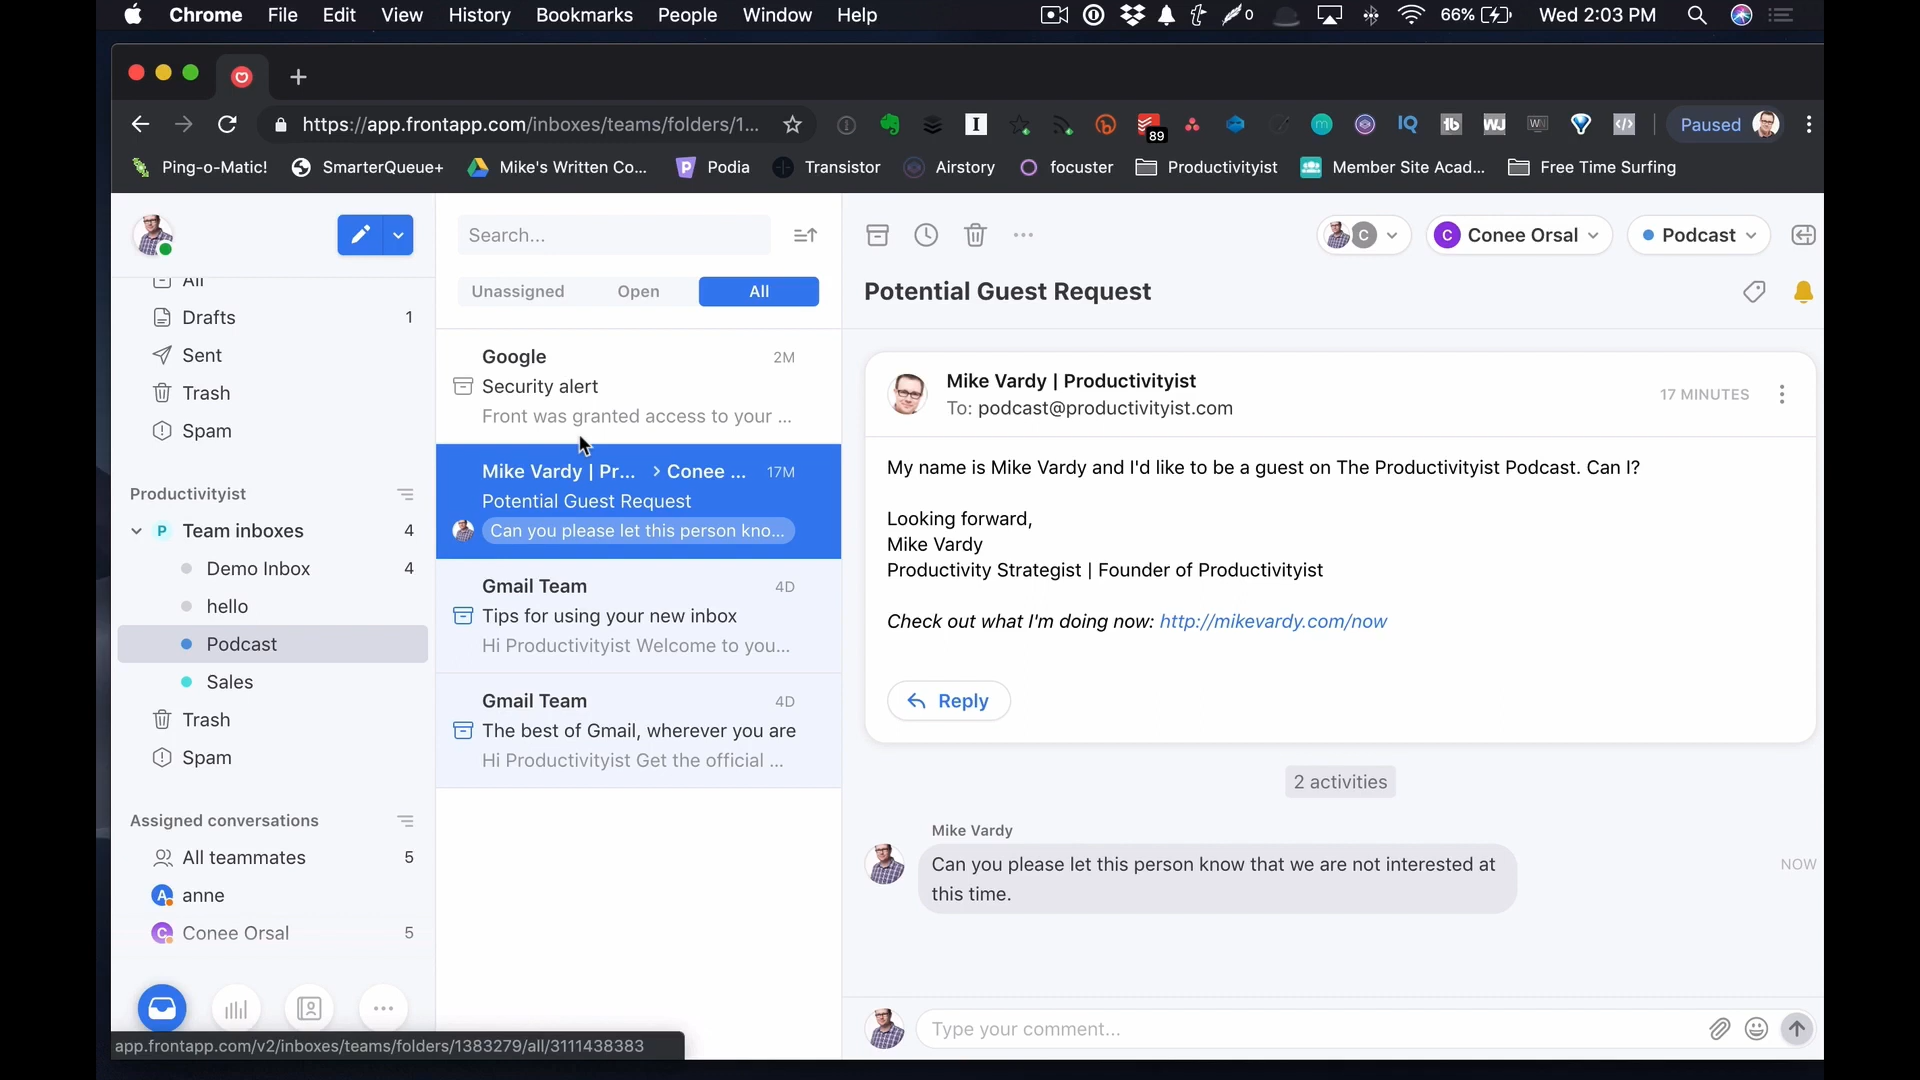 Chrome File Edit View History Bookmarks People Window Help 0 66% Wed 2:03 PM
https://app.frontapp.com/inboxes/teams/folders/1... 89 IQ tb WJ Paused
Ping-o-Matic! SmarterQueue+ Mike's Written Co... Podia Transistor Airstory focuster Productivityist Member Site Acad... Free Time Surfing
All
Drafts 1
Sent
Trash
Spam
Productivityist
P Team inboxes 4
Demo Inbox 4
hello
Podcast
Sales
Trash
Spam
Assigned conversations
All teammates 5
A anne
C Conee Orsal 5
app.frontapp.com/v2/inboxes/teams/folders/1383279/all/3111438383
Search...
Unassigned Open All
Google 2M
Security alert
Front was granted access to your ...
Mike Vardy | Pr... > Conee ... 17M
Potential Guest Request
Can you please let this person kno...
Gmail Team 4D
Tips for using your new inbox
Hi Productivityist Welcome to you...
Gmail Team 4D
The best of Gmail, wherever you are
Hi Productivityist Get the official ...
C C Conee Orsal Podcast
Potential Guest Request
Mike Vardy | Productivityist 17 MINUTES
To: podcast@productivityist.com
My name is Mike Vardy and I'd like to be a guest on The Productivityist Podcast. Can I?
Looking forward,
Mike Vardy
Productivity Strategist | Founder of Productivityist
Check out what I'm doing now: http://mikevardy.com/now
Reply
2 activities
Mike Vardy
Can you please let this person know that we are not interested at NOW
this time.
Type your comment...